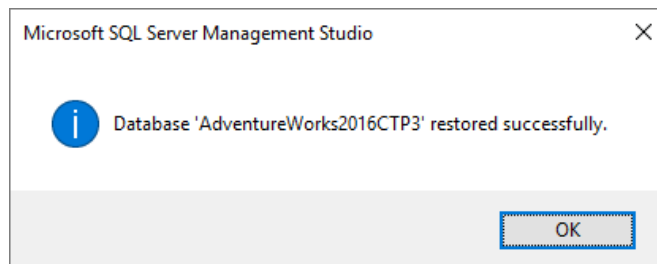 Microsoft SQL Server Management Studio
Database 'AdventureWorks2016CTP3' restored successfully.
OK